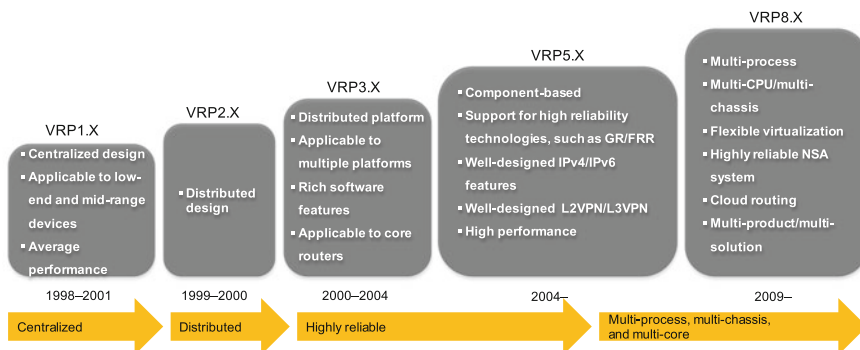 VRP1.X
▪ Centralized design
▪ Applicable to low-
end and mid-range
devices
▪ Average
performance
1998–2001
VRP2.X
▪ Distributed
design
1999–2000
VRP3.X
▪ Distributed platform
▪ Applicable to
multiple platforms
▪ Rich software
features
▪ Applicable to core
routers
2000–2004
VRP5.X
▪ Component-based
▪ Support for high reliability
technologies, such as GR/FRR
▪ Well-designed IPv4/IPv6
features
▪ Well-designed L2VPN/L3VPN
▪ High performance
2004–
VRP8.X
▪ Multi-process
▪ Multi-CPU/multi-
chassis
▪ Flexible virtualization
▪ Highly reliable NSA
system
▪ Cloud routing
▪ Multi-product/multi-
solution
2009–
Centralized
Distributed
Highly reliable
Multi-process, multi-chassis,
and multi-core